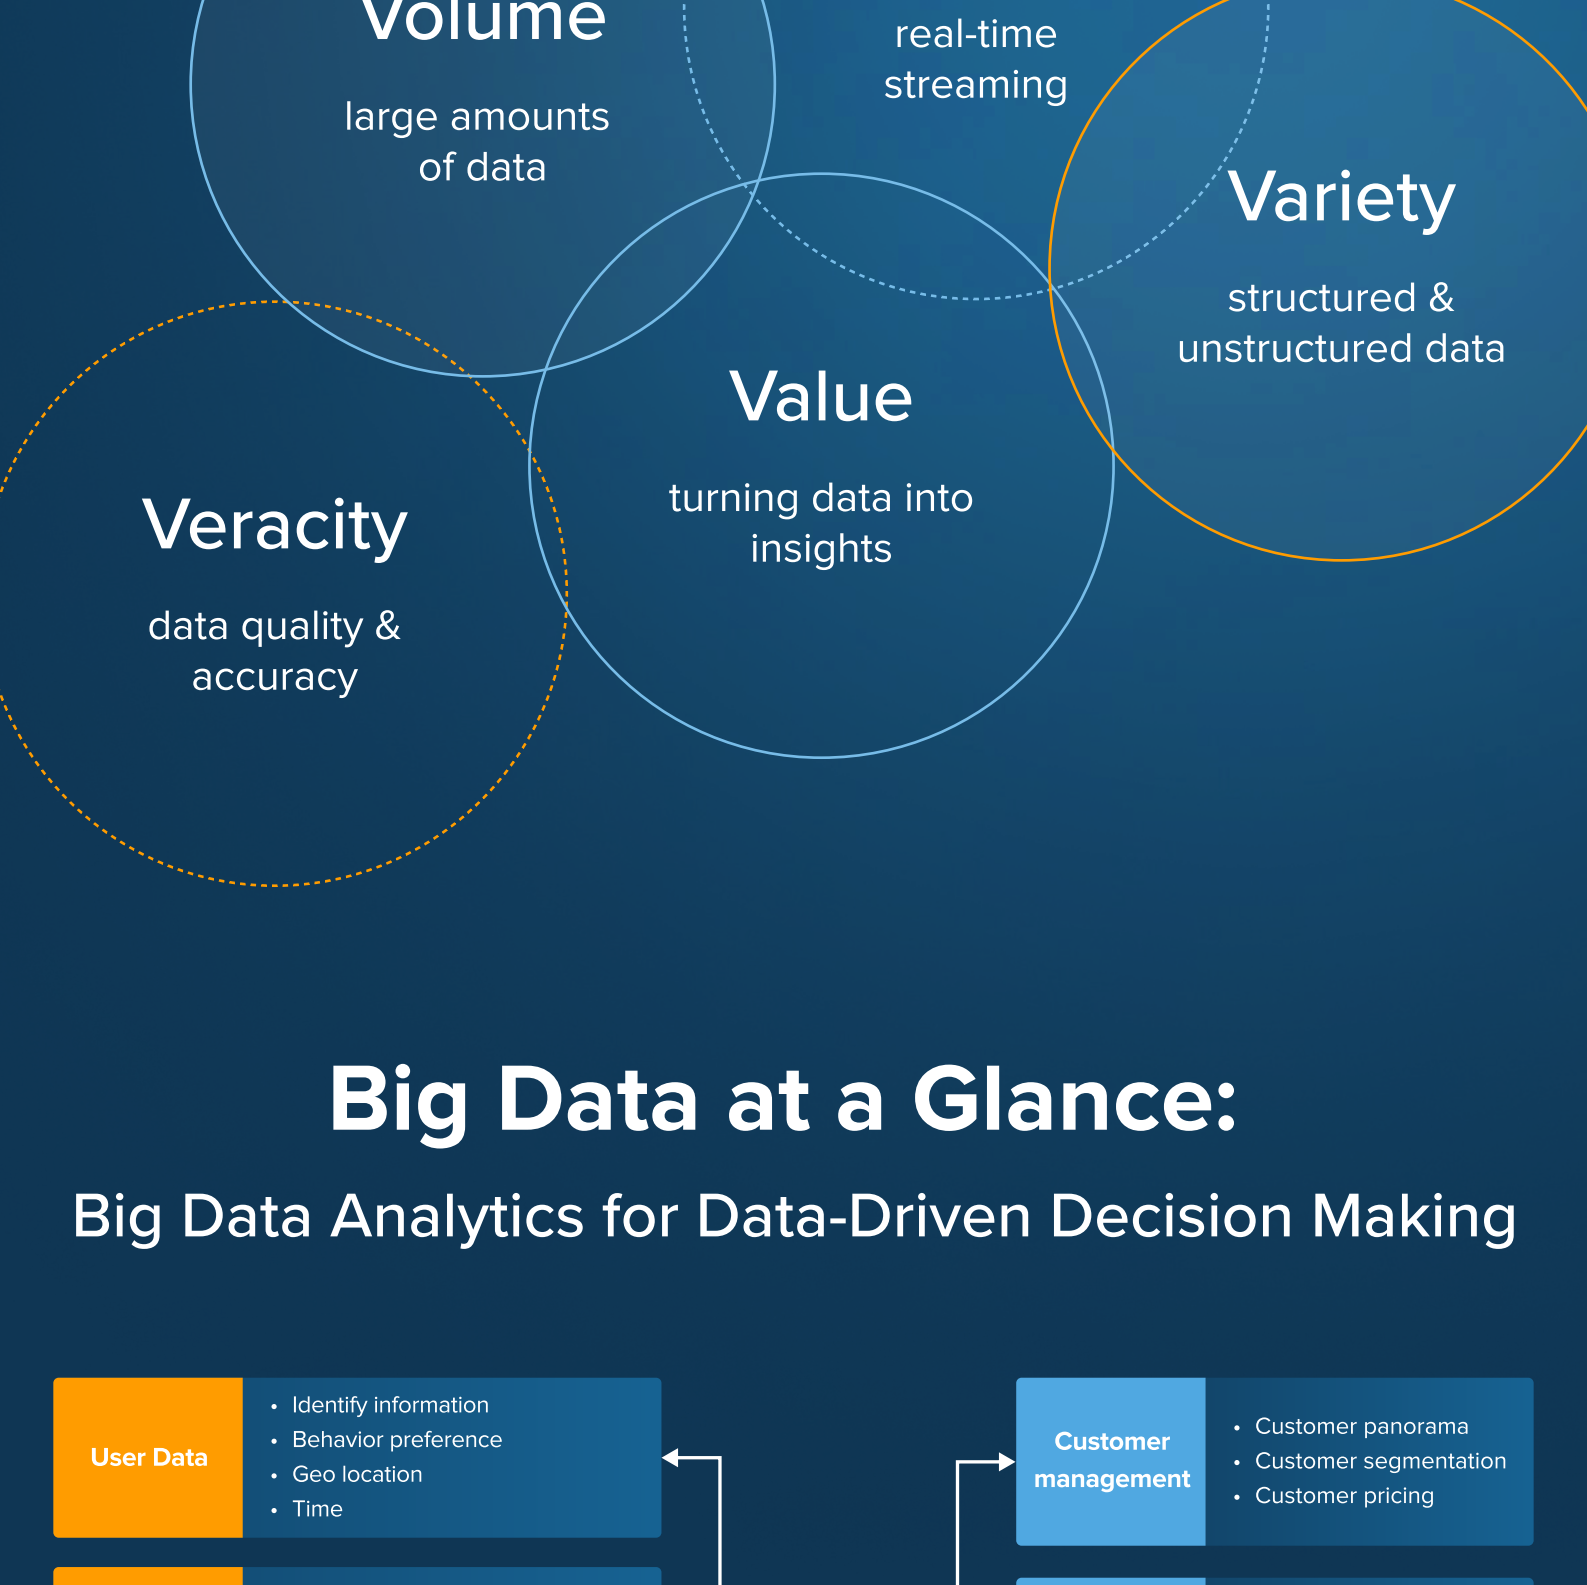 Volume
large amounts
of data
real-time
streaming
Variety
structured &
unstructured data
Value
turning data into
insights
Veracity
data quality &
accuracy
Big Data at a Glance:
Big Data Analytics for Data-Driven Decision Making
User Data
• Identify information
• Behavior preference
• Geo location
• Time
Customer
management
• Customer panorama
• Customer segmentation
• Customer pricing